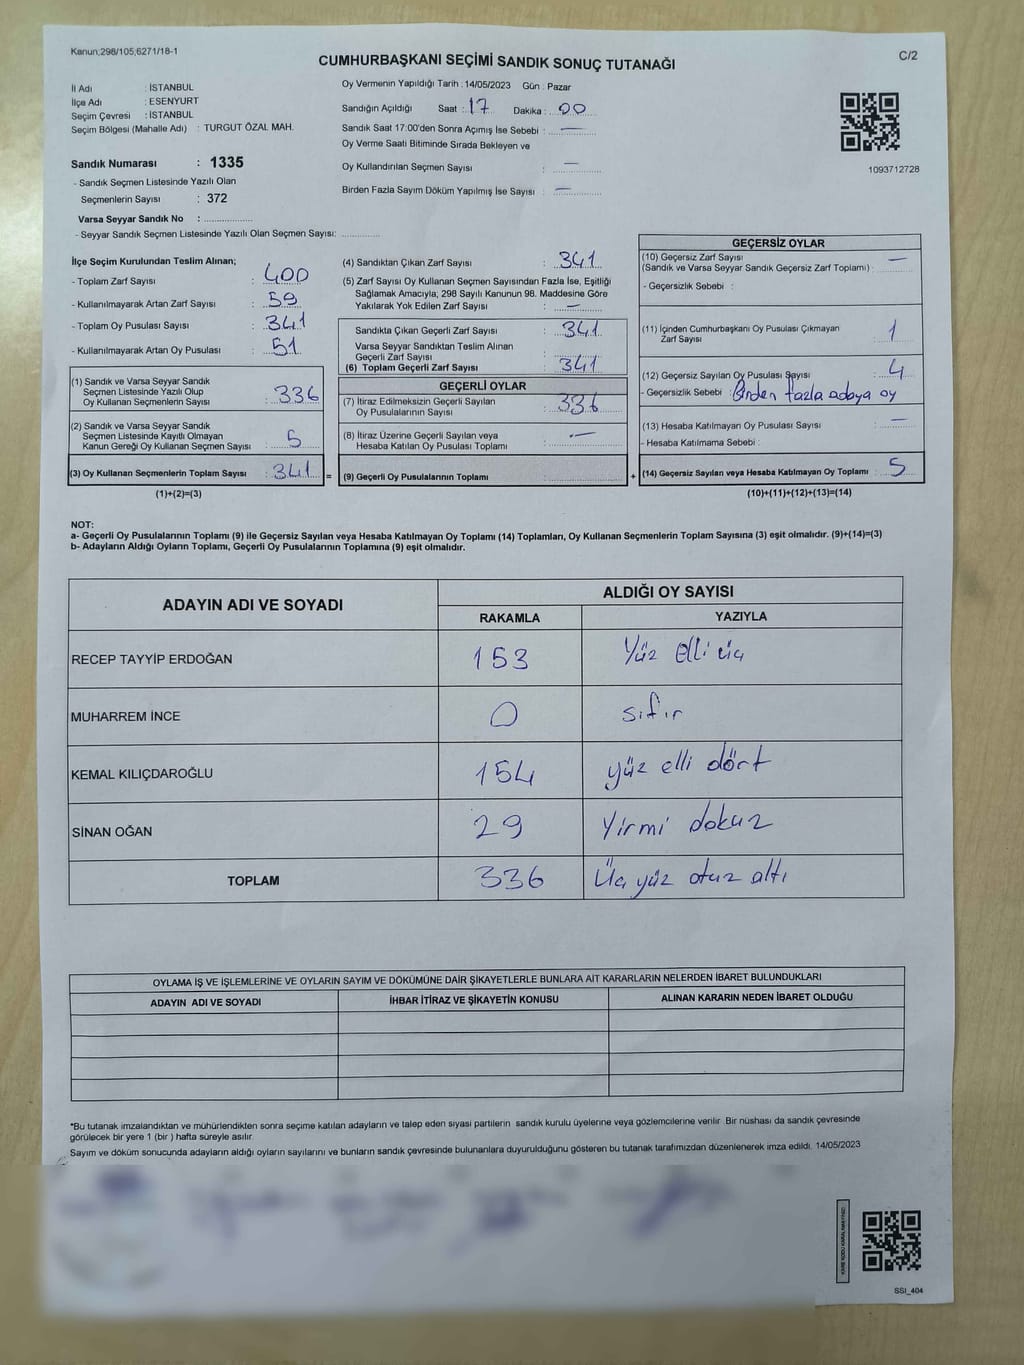 Kanun;298/105;6271/18-1
CUMHURBAŞKANI SEÇİMİ SANDIK SONUÇ TUTANAĞI
C/2
İl Adı : İSTANBUL
İlçe Adı : ESENYURT
Seçim Çevresi : İSTANBUL
Seçim Bölgesi (Mahalle Adı) : TURGUT ÖZAL MAH.
Sandık Numarası : 1335
- Sandık Seçmen Listesinde Yazılı Olan
Seçmenlerin Sayısı : 372
Varsa Seyyar Sandık No : ..................
- Seyyar Sandık Seçmen Listesinde Yazılı Olan Seçmen Sayısı: ..............
Oy Vermenin Yapıldığı Tarih : 14/05/2023 Gün : Pazar
Sandığın Açıldığı Saat : 17 Dakika : 00
Sandık Saat 17:00'den Sonra Açımış İse Sebebi : —
Oy Verme Saati Bitiminde Sırada Bekleyen ve
Oy Kullandırılan Seçmen Sayısı : —
Birden Fazla Sayım Döküm Yapılmış İse Sayısı : —
1093712728
İlçe Seçim Kurulundan Teslim Alınan;
- Toplam Zarf Sayısı : 400
- Kullanılmayarak Artan Zarf Sayısı : 59
- Toplam Oy Pusulası Sayısı : 341
- Kullanılmayarak Artan Oy Pusulası : 51
(1) Sandık ve Varsa Seyyar Sandık
Seçmen Listesinde Yazılı Olup
Oy Kullanan Seçmenlerin Sayısı : 336
(2) Sandık ve Varsa Seyyar Sandık
Seçmen Listesinde Kayıtlı Olmayan
Kanun Gereği Oy Kullanan Seçmen Sayısı : 5
(3) Oy Kullanan Seçmenlerin Toplam Sayısı : 341 =
(1)+(2)=(3)
(4) Sandıktan Çıkan Zarf Sayısı : 341
(5) Zarf Sayısı Oy Kullanan Seçmen Sayısından Fazla İse, Eşitliği
Sağlamak Amacıyla; 298 Sayılı Kanunun 98. Maddesine Göre
Yakılarak Yok Edilen Zarf Sayısı : —
Sandıkta Çıkan Geçerli Zarf Sayısı : 341
Varsa Seyyar Sandıktan Teslim Alınan
Geçerli Zarf Sayısı
(6) Toplam Geçerli Zarf Sayısı : 341
GEÇERLİ OYLAR
(7) İtiraz Edilmeksizin Geçerli Sayılan
Oy Pusulalarının Sayısı : 336
(8) İtiraz Üzerine Geçerli Sayılan veya
Hesaba Katılan Oy Pusulası Toplamı : —
(9) Geçerli Oy Pusulalarının Toplamı : .................... +
GEÇERSİZ OYLAR
(10) Geçersiz Zarf Sayısı
(Sandık ve Varsa Seyyar Sandık Geçersiz Zarf Toplamı) : —
- Geçersizlik Sebebi :
(11) İçinden Cumhurbaşkanı Oy Pusulası Çıkmayan
Zarf Sayısı : 1
(12) Geçersiz Sayılan Oy Pusulası Sayısı : 4
- Geçersizlik Sebebi : Birden fazla adaya oy
(13) Hesaba Katılmayan Oy Pusulası Sayısı : —
- Hesaba Katılmama Sebebi :
(14) Geçersiz Sayılan veya Hesaba Katılmayan Oy Toplamı : 5
(10)+(11)+(12)+(13)=(14)
NOT:
a- Geçerli Oy Pusulalarının Toplamı (9) ile Geçersiz Sayılan veya Hesaba Katılmayan Oy Toplamı (14) Toplamları, Oy Kullanan Seçmenlerin Toplam Sayısına (3) eşit olmalıdır. (9)+(14)=(3)
b- Adayların Aldığı Oyların Toplamı, Geçerli Oy Pusulalarının Toplamına (9) eşit olmalıdır.
ADAYIN ADI VE SOYADI ALDIĞI OY SAYISI
RAKAMLA YAZIYLA
RECEP TAYYİP ERDOĞAN 153 Yüz elli üç
MUHARREM İNCE 0 sıfır
KEMAL KILIÇDAROĞLU 154 yüz elli dört
SİNAN OĞAN 29 Yirmi dokuz
TOPLAM 336 Üç yüz otuz altı
OYLAMA İŞ VE İŞLEMLERİNE VE OYLARIN SAYIM VE DÖKÜMÜNE DAİR ŞİKAYETLERLE BUNLARA AİT KARARLARIN NELERDEN İBARET BULUNDUKLARI
ADAYIN ADI VE SOYADI İHBAR İTİRAZ VE ŞİKAYETİN KONUSU ALINAN KARARIN NEDEN İBARET OLDUĞU
*Bu tutanak imzalandıktan ve mühürlendikten sonra seçime katılan adayların ve talep eden siyasi partilerin sandık kurulu üyelerine veya gözlemcilerine verilir. Bir nüshası da sandık çevresinde
görülecek bir yere 1 (bir ) hafta süreyle asılır.
Sayım ve döküm sonucunda adayların aldığı oyların sayılarını ve bunların sandık çevresinde bulunanlara duyurulduğunu gösteren bu tutanak tarafımızdan düzenlenerek imza edildi. 14/05/2023
SSI_404